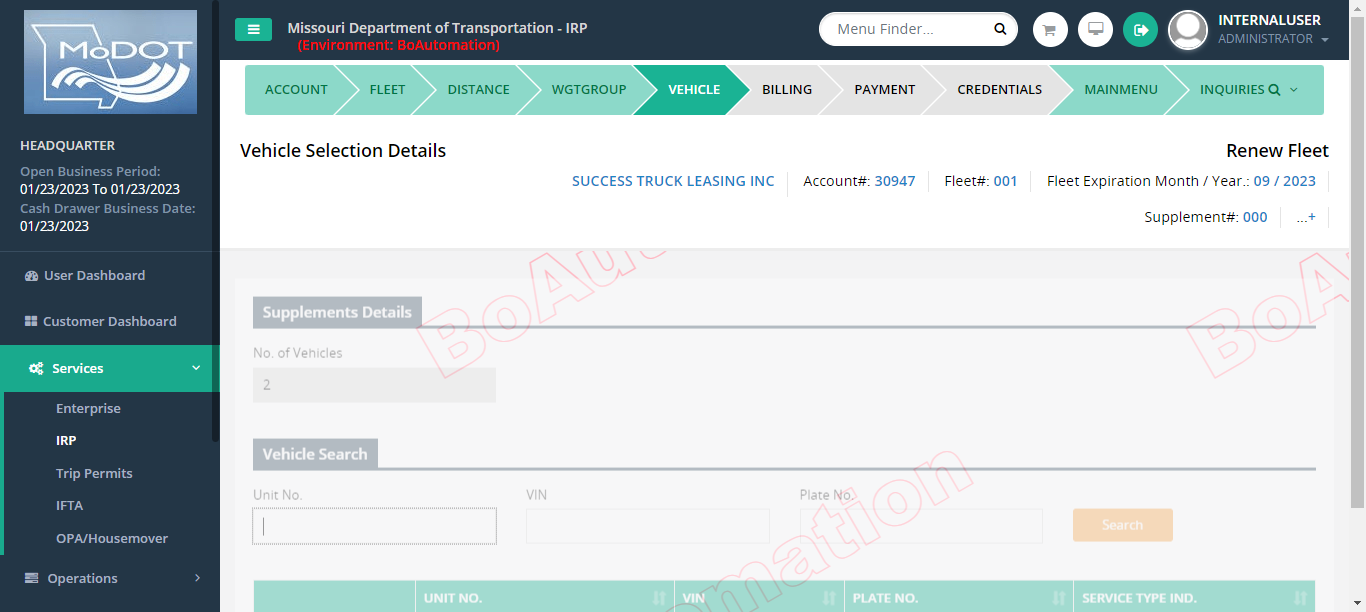 MoDOT
HEADQUARTER
Open Business Period:
01/23/2023 To 01/23/2023
Cash Drawer Business Date:
01/23/2023
User Dashboard
Customer Dashboard
Services
Enterprise
IRP
Trip Permits
IFTA
OPA/Housemover
Operations
Missouri Department of Transportation - IRP
(Environment: BoAutomation)
Menu Finder...
INTERNALUSER
ADMINISTRATOR
ACCOUNT FLEET DISTANCE WGTGROUP VEHICLE BILLING PAYMENT CREDENTIALS MAINMENU INQUIRIES
Vehicle Selection Details
Renew Fleet
SUCCESS TRUCK LEASING INC Account#: 30947 Fleet#: 001 Fleet Expiration Month / Year.: 09 / 2023
Supplement#: 000 ...+
Supplements Details
No. of Vehicles
2
Vehicle Search
Unit No. VIN Plate No.
Search
UNIT NO. VIN PLATE NO. SERVICE TYPE IND.
BoAutomation
BoA